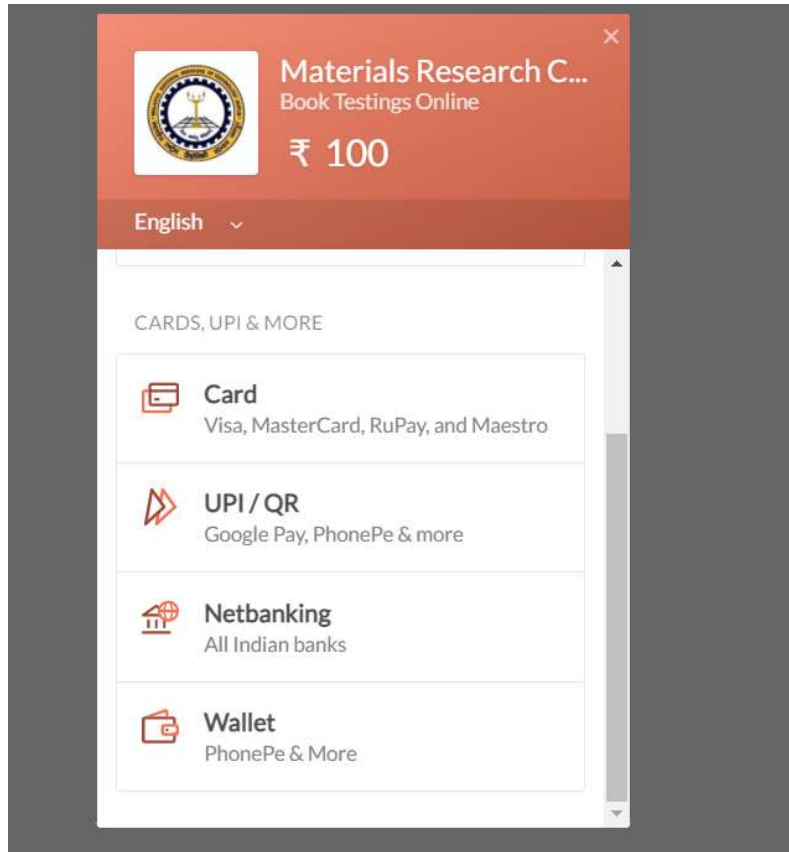 Materials Research C...
Book Testings Online
₹ 100
English
CARDS, UPI & MORE
Card
Visa, MasterCard, RuPay, and Maestro
UPI / QR
Google Pay, PhonePe & more
Netbanking
All Indian banks
Wallet
PhonePe & More